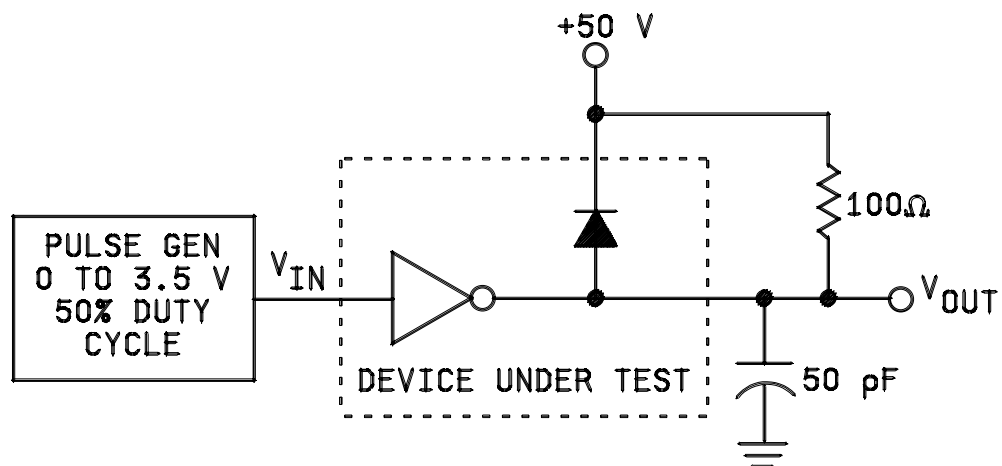 +50 V
100Ω
PULSE GEN
0 TO 3.5 V
50% DUTY
CYCLE
VIN
VOUT
DEVICE UNDER TEST
50 pF